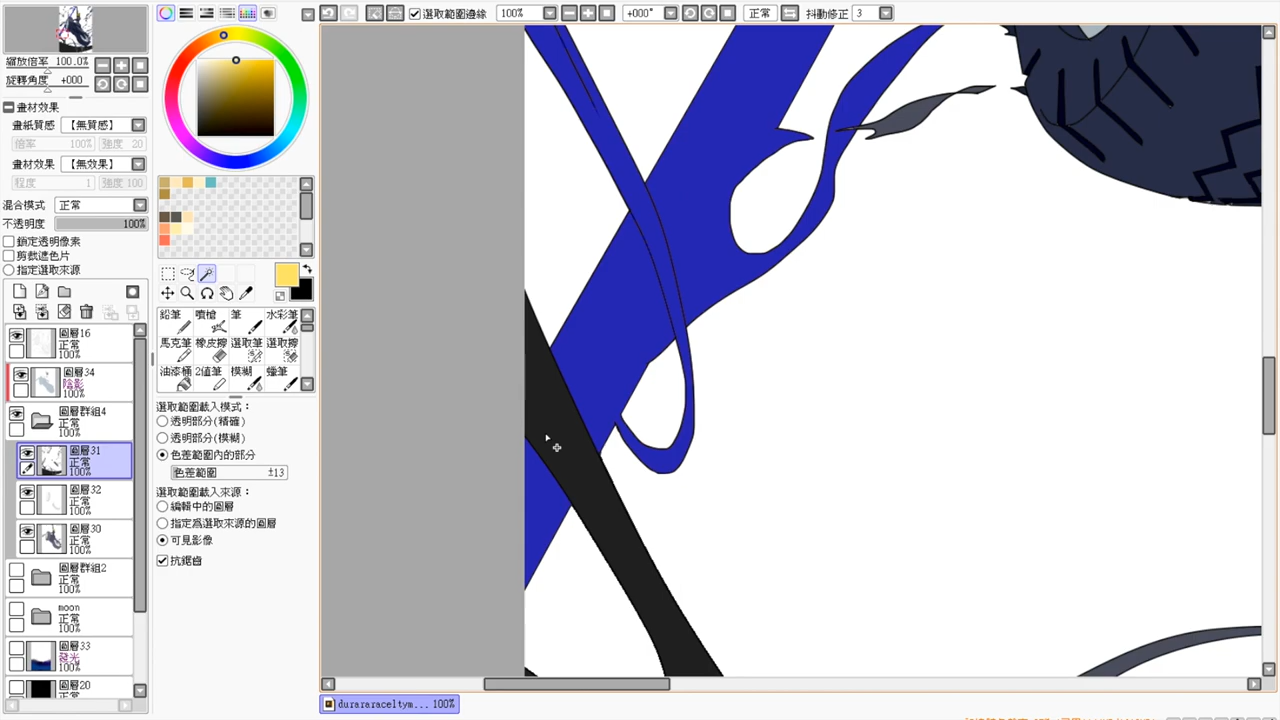 選取範圍邊緣 100% +000° 正常 抖動修正 3
縮放倍率 100.0%
旋轉角度 +000
畫材效果
畫紙質感 【無質感】
倍率 100% 強度 20
畫材效果 【無效果】
程度 1 強度 100
混合模式 正常
不透明度 100%
鎖定透明像素
剪裁遮色片
指定選取來源
圖層16
正常
100%
圖層34
陰影
100%
圖層群組4
正常
100%
圖層31
正常
100%
圖層32
正常
100%
圖層30
正常
100%
圖層群組2
正常
100%
moon
正常
100%
圖層33
發光
100%
圖層20
正常
鉛筆 噴槍 筆 水彩筆
馬克筆 橡皮擦 選取筆 選取擦
油漆桶 2值筆 模糊 蠟筆
選取範圍載入模式:
透明部分(精確)
透明部分(模糊)
色差範圍內的部分
色差範圍 ±13
選取範圍載入來源:
編輯中的圖層
指定為選取來源的圖層
可見影像
抗鋸齒
durararaceltym... 100%